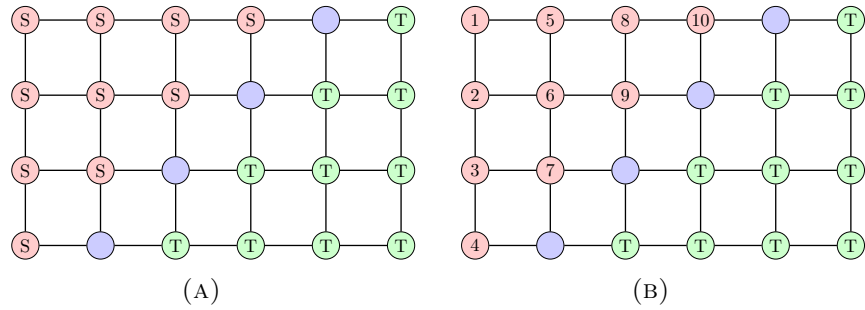 S S S S T 1 5 8 10 T
S S S T T 2 6 9 T T
S S T T T 3 7 T T T
S T T T T 4 T T T T
(A) (B)